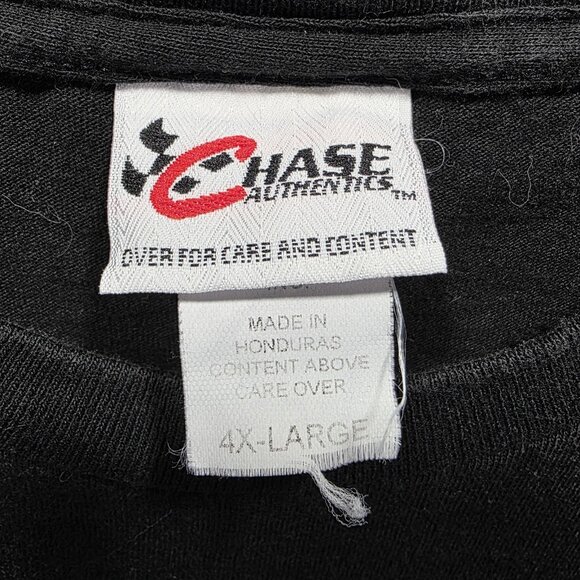 CHASE
AUTHENTICS TM
OVER FOR CARE AND CONTENT
MADE IN
HONDURAS
CONTENT ABOVE
CARE OVER
4X-LARGE